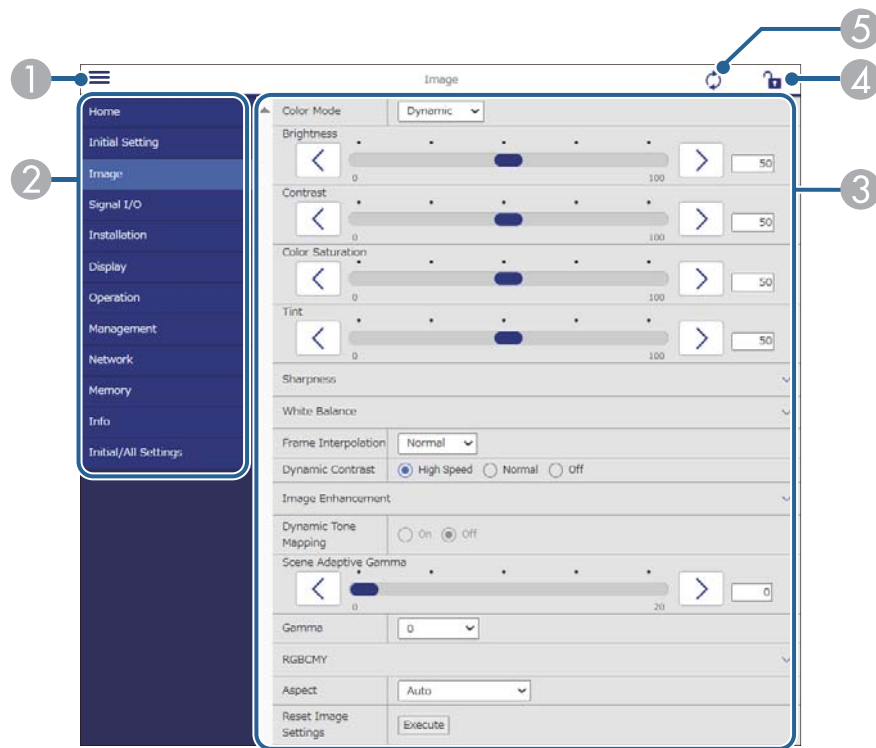 5
1
Image
4
Home
Initial Setting
2
Image
Signal I/O
Installation
Display
Operation
Management
Network
Memory
Info
Initial/All Settings
3
Color Mode
Dynamic
Brightness
0
100
50
Contrast
0
100
50
Color Saturation
0
100
50
Tint
0
100
50
Sharpness
White Balance
Frame Interpolation
Normal
Dynamic Contrast
High Speed
Normal
Off
Image Enhancement
Dynamic Tone
Mapping
On
Off
Scene Adaptive Gamma
0
20
0
Gamma
0
RGBCMY
Aspect
Auto
Reset Image
Settings
Execute